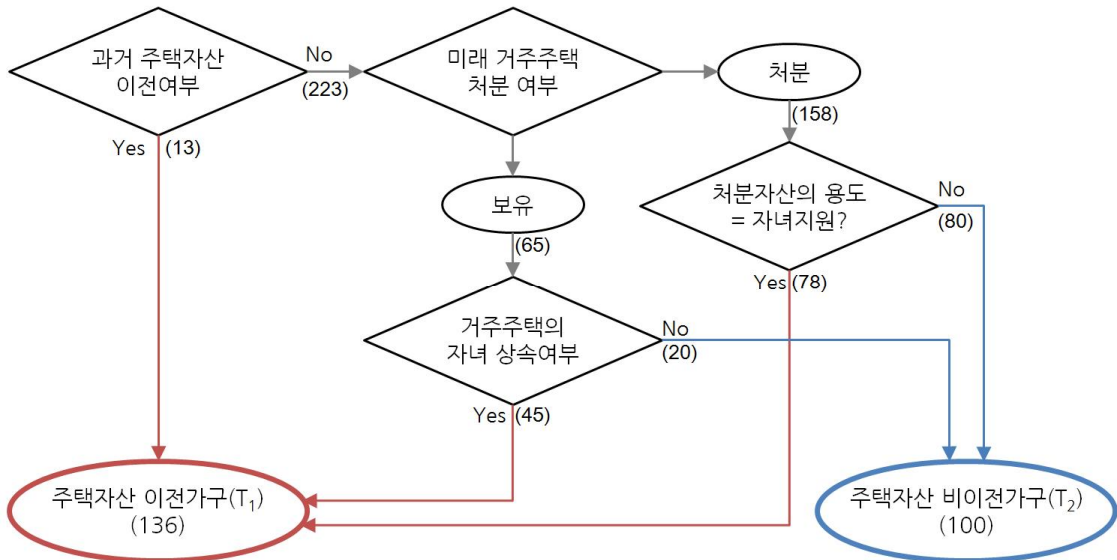 과거 주택자산
이전여부
No
(223)
미래 거주주택
처분 여부
처분
(158)
Yes (13)
보유
(65)
처분자산의 용도
= 자녀지원?
No
(80)
Yes (78)
거주주택의
자녀 상속여부
No
(20)
Yes (45)
주택자산 이전가구(T₁)
(136)
주택자산 비이전가구(T₂)
(100)